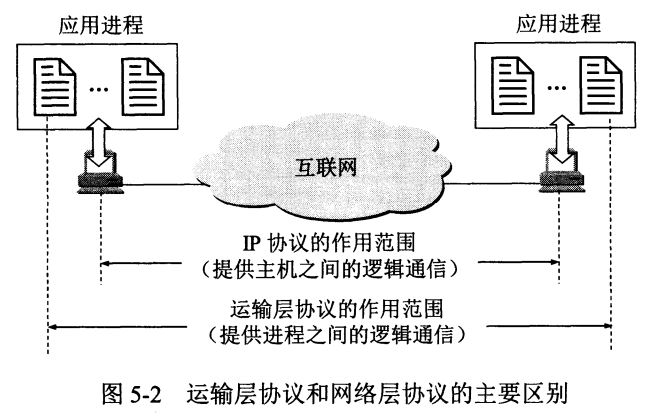 应用进程
应用进程
...
...
互联网
IP 协议的作用范围
（提供主机之间的逻辑通信）
运输层协议的作用范围
（提供进程之间的逻辑通信）
图 5-2 运输层协议和网络层协议的主要区别